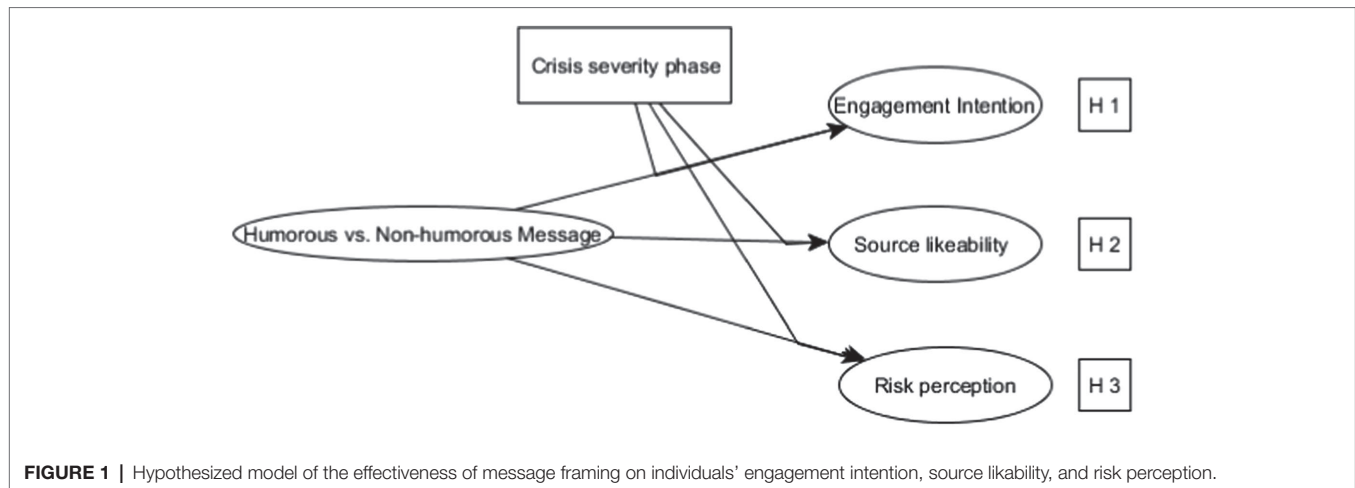 Crisis severity phase
Engagement Intention
H 1
Humorous vs. Non-humorous Message
Source likeability
H 2
Risk perception
H 3
FIGURE 1 | Hypothesized model of the effectiveness of message framing on individuals’ engagement intention, source likability, and risk perception.